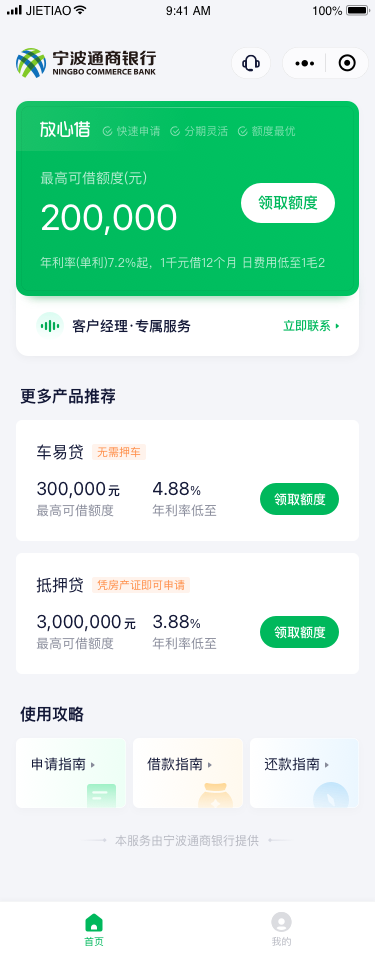 JIETIAO 9:41 AM 100%
宁波通商银行
NINGBO COMMERCE BANK
放心借 快速申请 分期灵活 额度最优
最高可借额度(元)
200,000
领取额度
年利率(单利)7.2%起，1千元借12个月 日费用低至1毛2
客户经理·专属服务 立即联系
更多产品推荐
车易贷 无需押车
300,000元 4.88%
最高可借额度 年利率低至
领取额度
抵押贷 凭房产证即可申请
3,000,000元 3.88%
最高可借额度 年利率低至
领取额度
使用攻略
申请指南 借款指南 还款指南
本服务由宁波通商银行提供
首页 我的